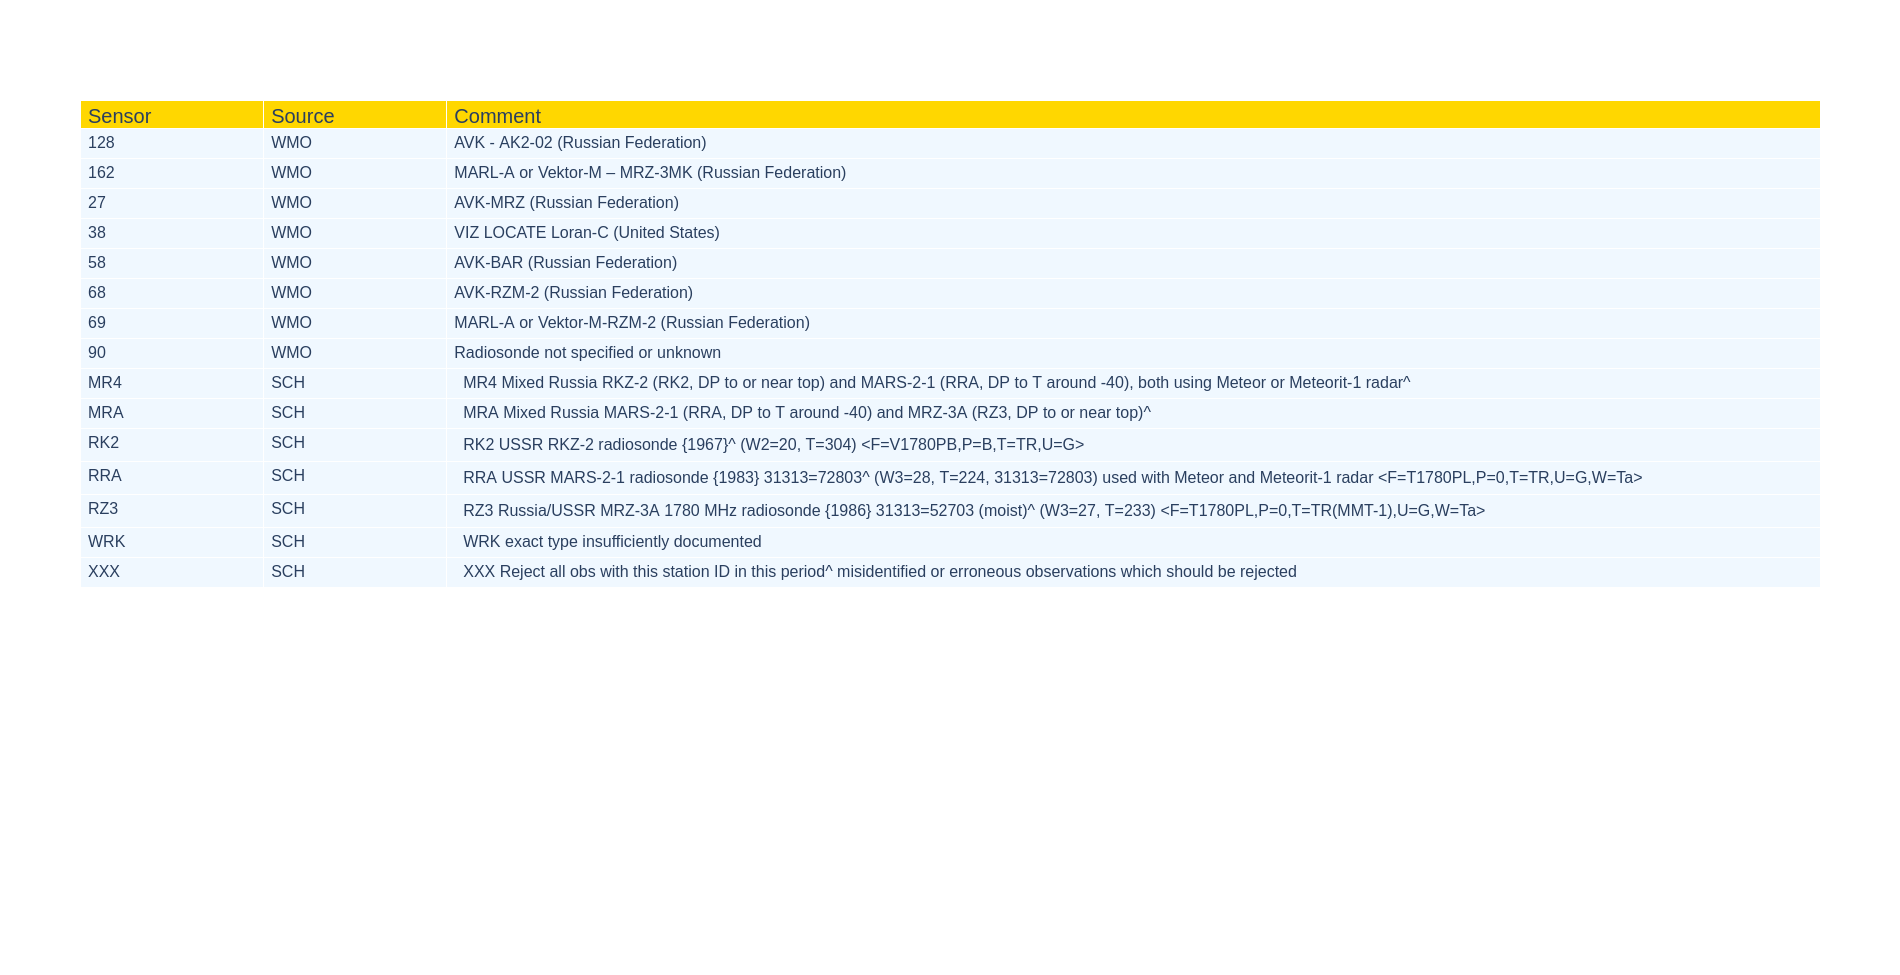 Sensor Source Comment
128 WMO AVK - AK2-02 (Russian Federation)
162 WMO MARL-A or Vektor-M – MRZ-3MK (Russian Federation)
27 WMO AVK-MRZ (Russian Federation)
38 WMO VIZ LOCATE Loran-C (United States)
58 WMO AVK-BAR (Russian Federation)
68 WMO AVK-RZM-2 (Russian Federation)
69 WMO MARL-A or Vektor-M-RZM-2 (Russian Federation)
90 WMO Radiosonde not specified or unknown
MR4 SCH MR4 Mixed Russia RKZ-2 (RK2, DP to or near top) and MARS-2-1 (RRA, DP to T around -40), both using Meteor or Meteorit-1 radar^
MRA SCH MRA Mixed Russia MARS-2-1 (RRA, DP to T around -40) and MRZ-3A (RZ3, DP to or near top)^
RK2 SCH RK2 USSR RKZ-2 radiosonde {1967}^ (W2=20, T=304) <F=V1780PB,P=B,T=TR,U=G>
RRA SCH RRA USSR MARS-2-1 radiosonde {1983} 31313=72803^ (W3=28, T=224, 31313=72803) used with Meteor and Meteorit-1 radar <F=T1780PL,P=0,T=TR,U=G,W=Ta>
RZ3 SCH RZ3 Russia/USSR MRZ-3A 1780 MHz radiosonde {1986} 31313=52703 (moist)^ (W3=27, T=233) <F=T1780PL,P=0,T=TR(MMT-1),U=G,W=Ta>
WRK SCH WRK exact type insufficiently documented
XXX SCH XXX Reject all obs with this station ID in this period^ misidentified or erroneous observations which should be rejected